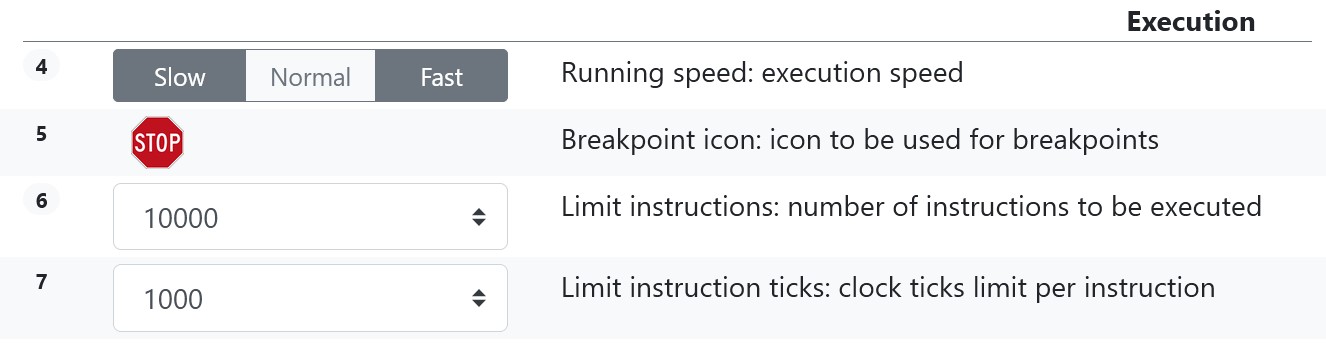 Execution
4 Slow Normal Fast Running speed: execution speed
5 STOP Breakpoint icon: icon to be used for breakpoints
6 10000 Limit instructions: number of instructions to be executed
7 1000 Limit instruction ticks: clock ticks limit per instruction